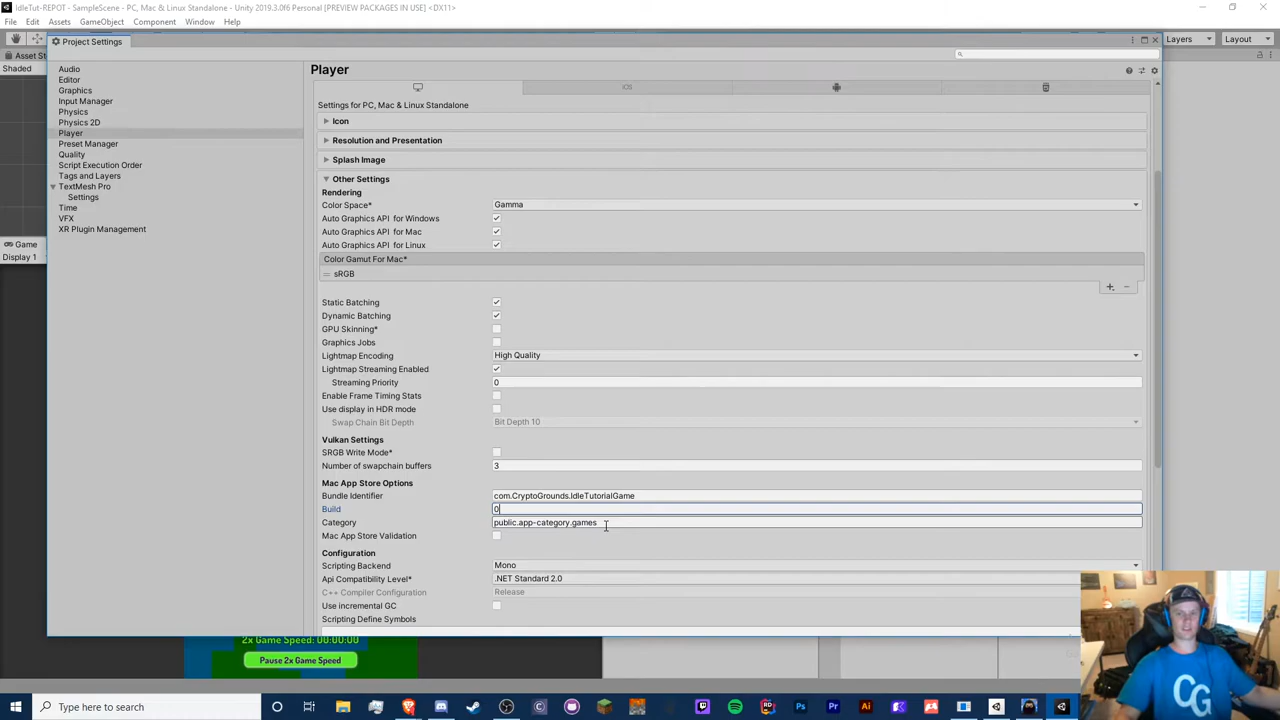 IdleTut-REPOT - SampleScene - PC, Mac & Linux Standalone - Unity 2019.3.0f6 Personal [PREVIEW PACKAGES IN USE] <DX11>
File Edit Assets GameObject Component Window Help
Project Settings
Layers Layout
Asset St
Shaded
Game
Display 1
Audio
Editor
Graphics
Input Manager
Physics
Physics 2D
Player
Preset Manager
Quality
Script Execution Order
Tags and Layers
TextMesh Pro
Settings
Time
VFX
XR Plugin Management
Player
iOS
Settings for PC, Mac & Linux Standalone
Icon
Resolution and Presentation
Splash Image
Other Settings
Rendering
Color Space* Gamma
Auto Graphics API for Windows
Auto Graphics API for Mac
Auto Graphics API for Linux
Color Gamut For Mac*
sRGB
Static Batching
Dynamic Batching
GPU Skinning*
Graphics Jobs
Lightmap Encoding High Quality
Lightmap Streaming Enabled
Streaming Priority 0
Enable Frame Timing Stats
Use display in HDR mode
Swap Chain Bit Depth Bit Depth 10
Vulkan Settings
SRGB Write Mode*
Number of swapchain buffers 3
Mac App Store Options
Bundle Identifier com.CryptoGrounds.IdleTutorialGame
Build 0
Category public.app-category.games
Mac App Store Validation
Configuration
Scripting Backend Mono
Api Compatibility Level* .NET Standard 2.0
C++ Compiler Configuration Release
Use incremental GC
Scripting Define Symbols
2x Game Speed: 00:00:00
Pause 2x Game Speed
CG
Type here to search
Ps Pr Ai